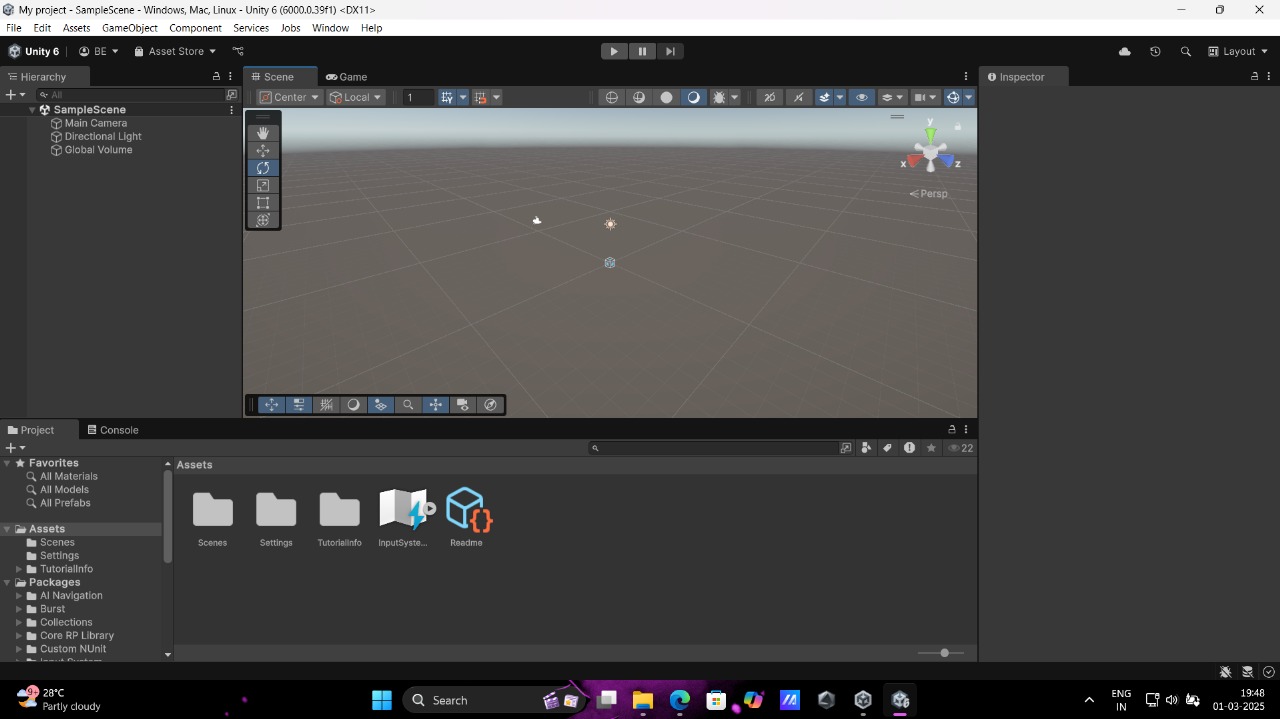 My project - SampleScene - Windows, Mac, Linux - Unity 6 (6000.0.39f1) <DX11>
File Edit Assets GameObject Component Services Jobs Window Help
Unity 6 BE Asset Store Layout
Hierarchy Scene Game Inspector
All Center Local 1
SampleScene
Main Camera
Directional Light
Global Volume
y
x z
Persp
Project Console
22
Favorites Assets
All Materials
All Models
All Prefabs
Assets
Scenes
Settings
TutorialInfo
Packages
AI Navigation
Burst
Collections
Core RP Library
Custom NUnit
Scenes Settings TutorialInfo InputSyste... Readme
9+ 28°C
Partly cloudy
Search
ENG
IN
19:48
01-03-2025